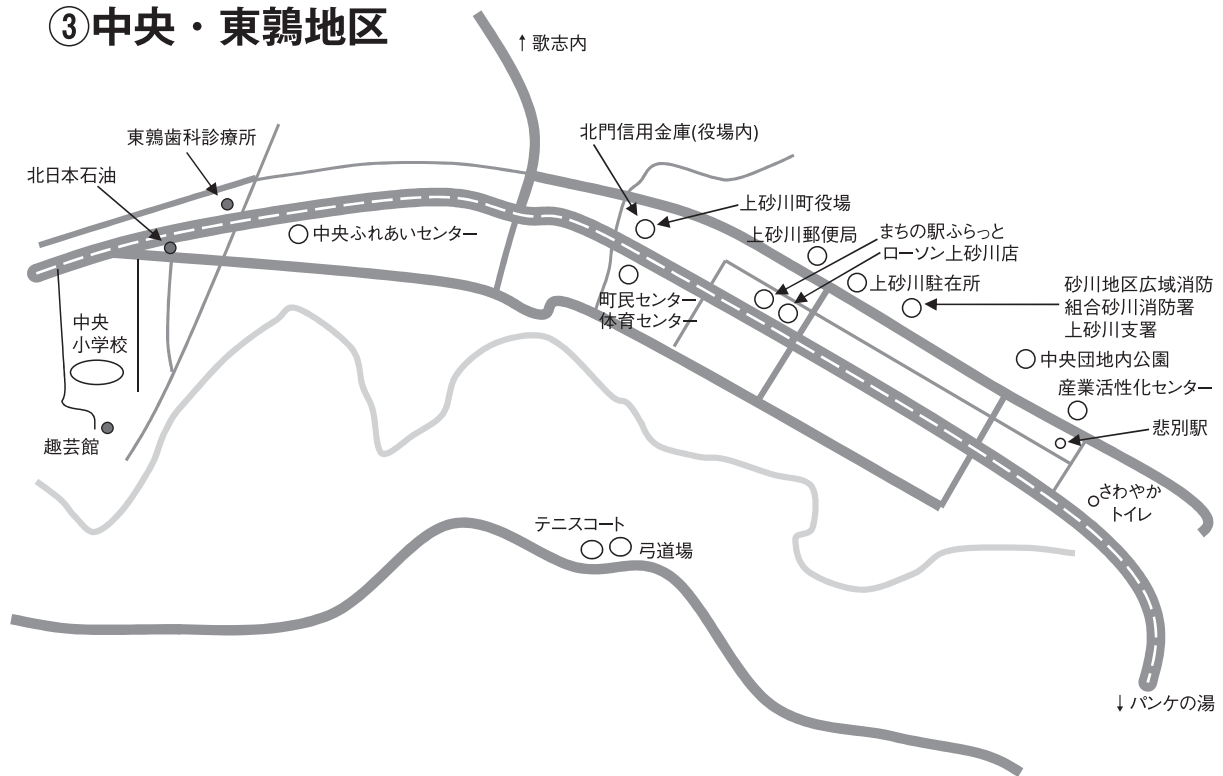 ③中央・東鶉地区
↑歌志内
東鶉歯科診療所
北門信用金庫(役場内)
北日本石油
上砂川町役場
中央ふれあいセンター
上砂川郵便局
まちの駅ふらっと
ローソン上砂川店
上砂川駐在所
砂川地区広域消防
組合砂川消防署
上砂川支署
町民センター
体育センター
中央
小学校
中央団地内公園
産業活性化センター
悲別駅
趣芸館
さわやか
トイレ
テニスコート
弓道場
↓パンケの湯